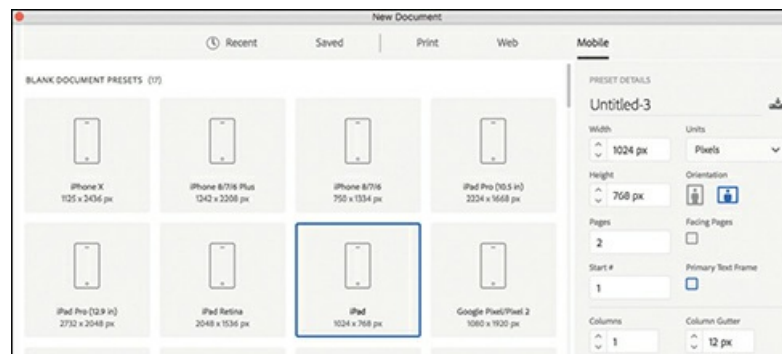 New Document
Recent Saved Print Web Mobile
BLANK DOCUMENT PRESETS (17)
iPhone X
1125 x 2436 px
iPhone 8/7/6 Plus
1242 x 2208 px
iPhone 8/7/6
750 x 1334 px
iPad Pro (10.5 in)
2224 x 1668 px
iPad Pro (12.9 in)
2732 x 2048 px
iPad Retina
2048 x 1536 px
iPad
1024 x 768 px
Google Pixel/Pixel 2
1080 x 1920 px
PRESET DETAILS
Untitled-3
Width Units
1024 px Pixels
Height Orientation
768 px
Pages Facing Pages
2
Start # Primary Text Frame
1
Columns Column Gutter
1 12 px